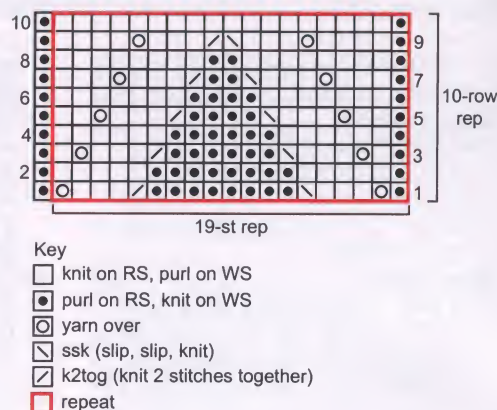 10
9
8
7
6
10-row
rep
5
4
3
2
1
19-st rep
Key
knit on RS, purl on WS
purl on RS, knit on WS
yarn over
ssk (slip, slip, knit)
k2tog (knit 2 stitches together)
repeat